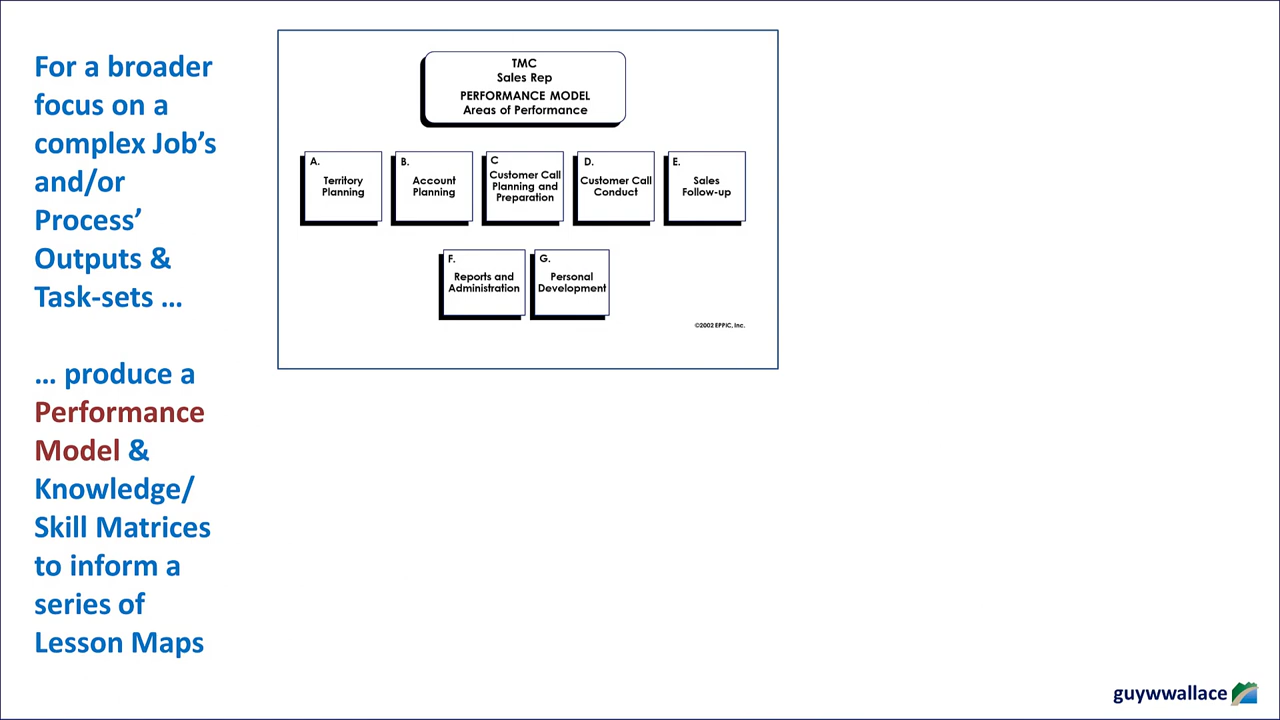 For a broader
focus on a
complex Job’s
and/or
Process’
Outputs &
Task-sets …
… produce a
Performance
Model &
Knowledge/
Skill Matrices
to inform a
series of
Lesson Maps
TMC
Sales Rep
PERFORMANCE MODEL
Areas of Performance
A.
Territory
Planning
B.
Account
Planning
C
Customer Call
Planning and
Preparation
D.
Customer Call
Conduct
E.
Sales
Follow-up
F.
Reports and
Administration
G.
Personal
Development
©2002 EPPIC, Inc.
guywwallace